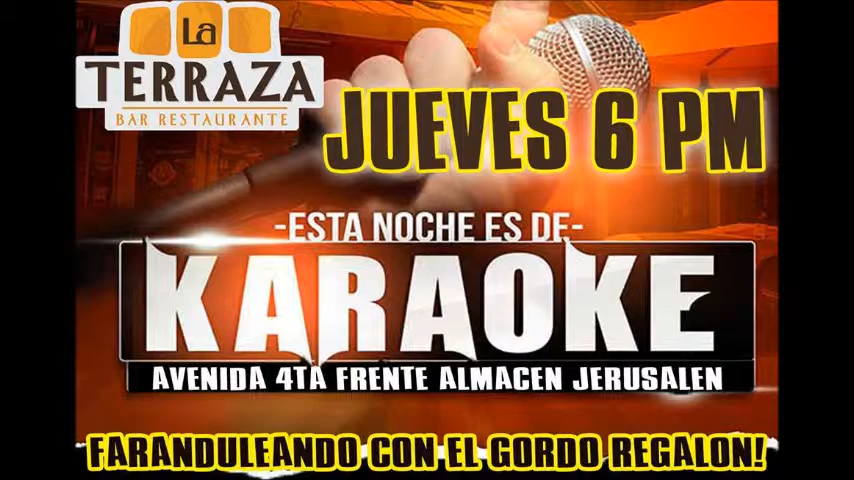 La
TERRAZA
BAR RESTAURANTE
JUEVES 6 PM
-ESTA NOCHE ES DE-
KARAOKE
AVENIDA 4TA FRENTE ALMACEN JERUSALEN
FARANDULEANDO CON EL GORDO REGALON!